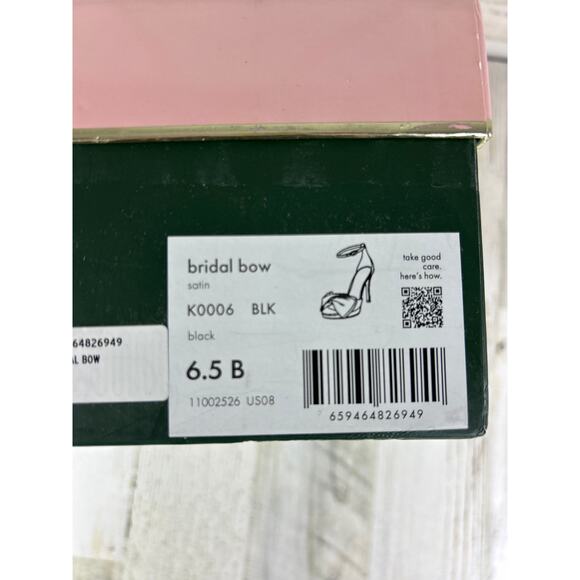 bridal bow
satin
K0006 BLK
black
6.5 B
11002526 US08
take good
care.
here's how.
659464826949
64826949
AL BOW